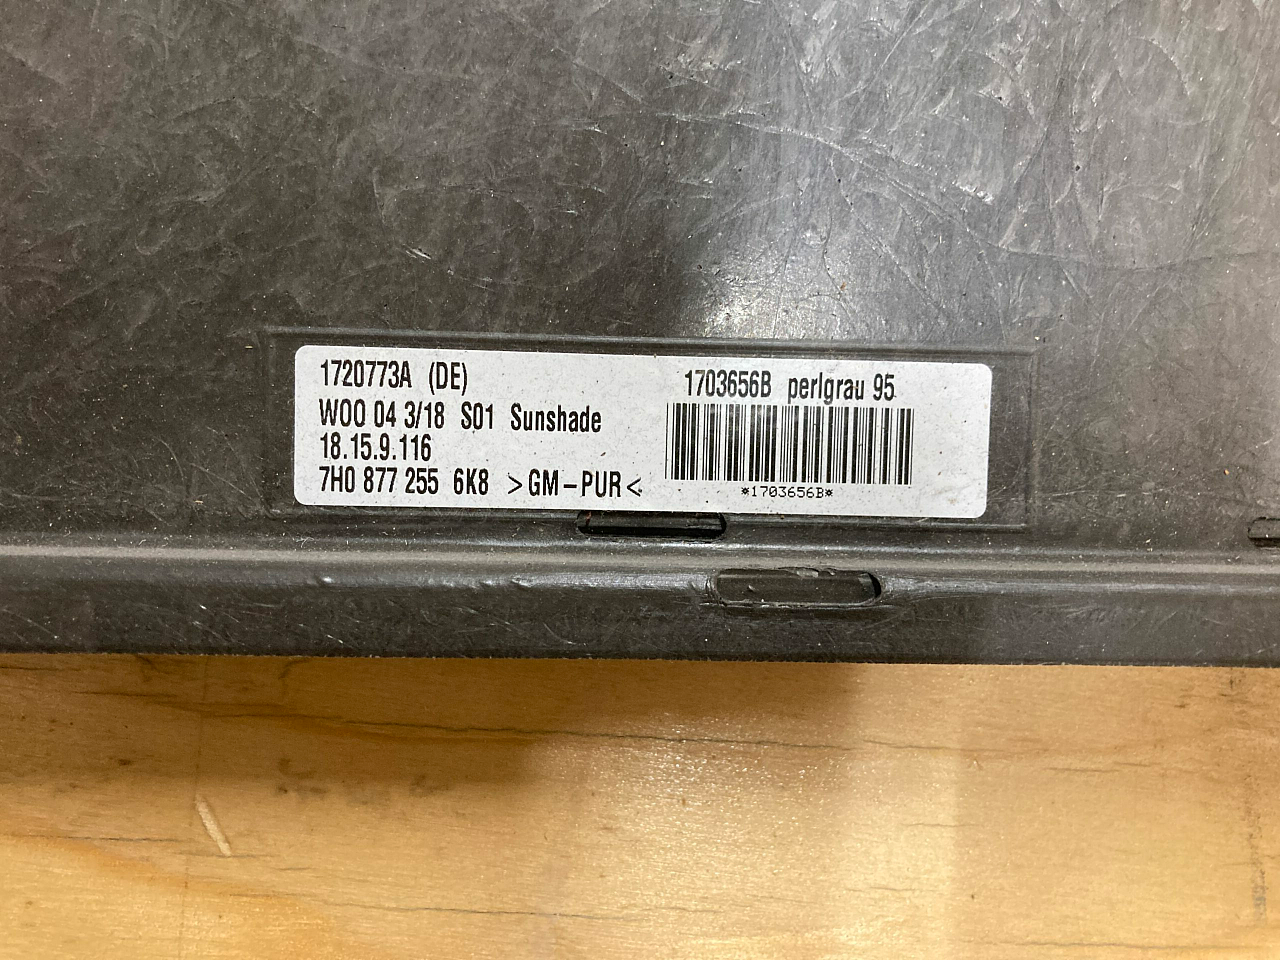 1720773A (DE)
W00 04 3/18 S01 Sunshade
18.15.9.116
7H0 877 255 6K8 >GM-PUR<
1703656B perlgrau 95
*1703656B*